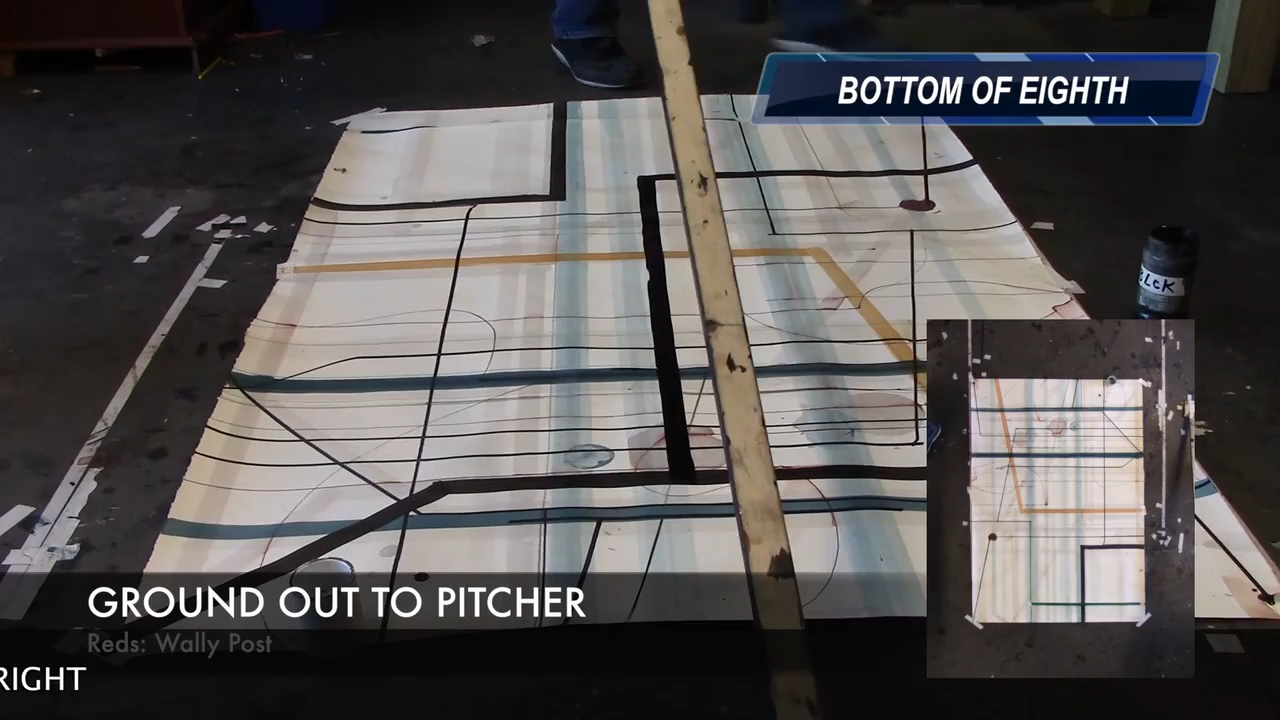 BOTTOM OF EIGHTH
BLCK
GROUND OUT TO PITCHER
Reds: Wally Post
RIGHT